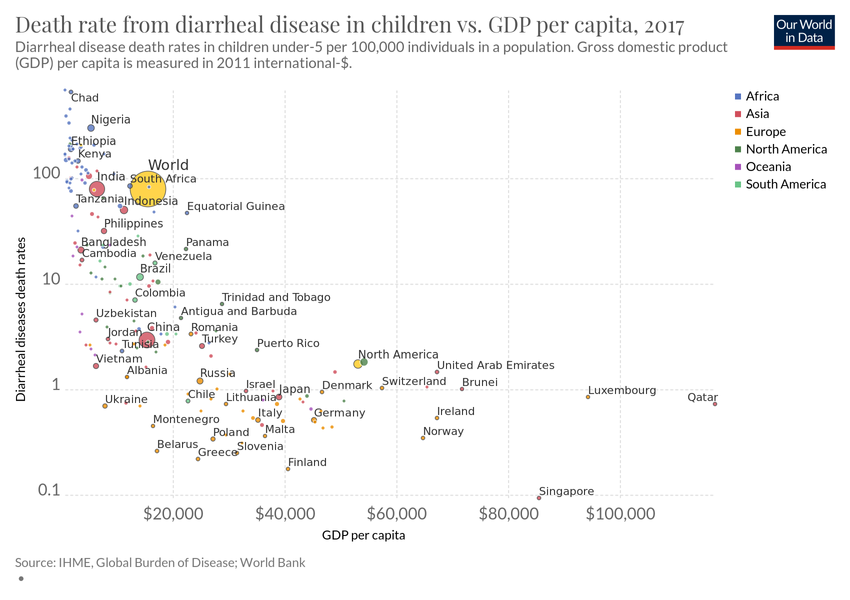 Death rate from diarrheal disease in children vs. GDP per capita, 2017
Our World
in Data
Diarrheal disease death rates in children under-5 per 100,000 individuals in a population. Gross domestic product
(GDP) per capita is measured in 2011 international-$.
Africa
Asia
Europe
North America
Oceania
South America
Chad
Nigeria
Ethiopia
Kenya
World
100
India
South Africa
Tanzania
Indonesia
Equatorial Guinea
Philippines
Bangladesh
Panama
Cambodia
Venezuela
Brazil
10
Colombia
Trinidad and Tobago
Uzbekistan
Antigua and Barbuda
Jordan
China
Romania
Tunisia
Turkey
Puerto Rico
Vietnam
North America
Albania
Russia
United Arab Emirates
1
Ukraine
Chile
Lithuania
Israel
Japan
Denmark
Switzerland
Brunei
Luxembourg
Qatar
Montenegro
Italy
Germany
Ireland
Poland
Malta
Norway
Belarus
Greece
Slovenia
Finland
Singapore
0.1
Diarrheal diseases death rates
$20,000
$40,000
$60,000
$80,000
$100,000
GDP per capita
Source: IHME, Global Burden of Disease; World Bank